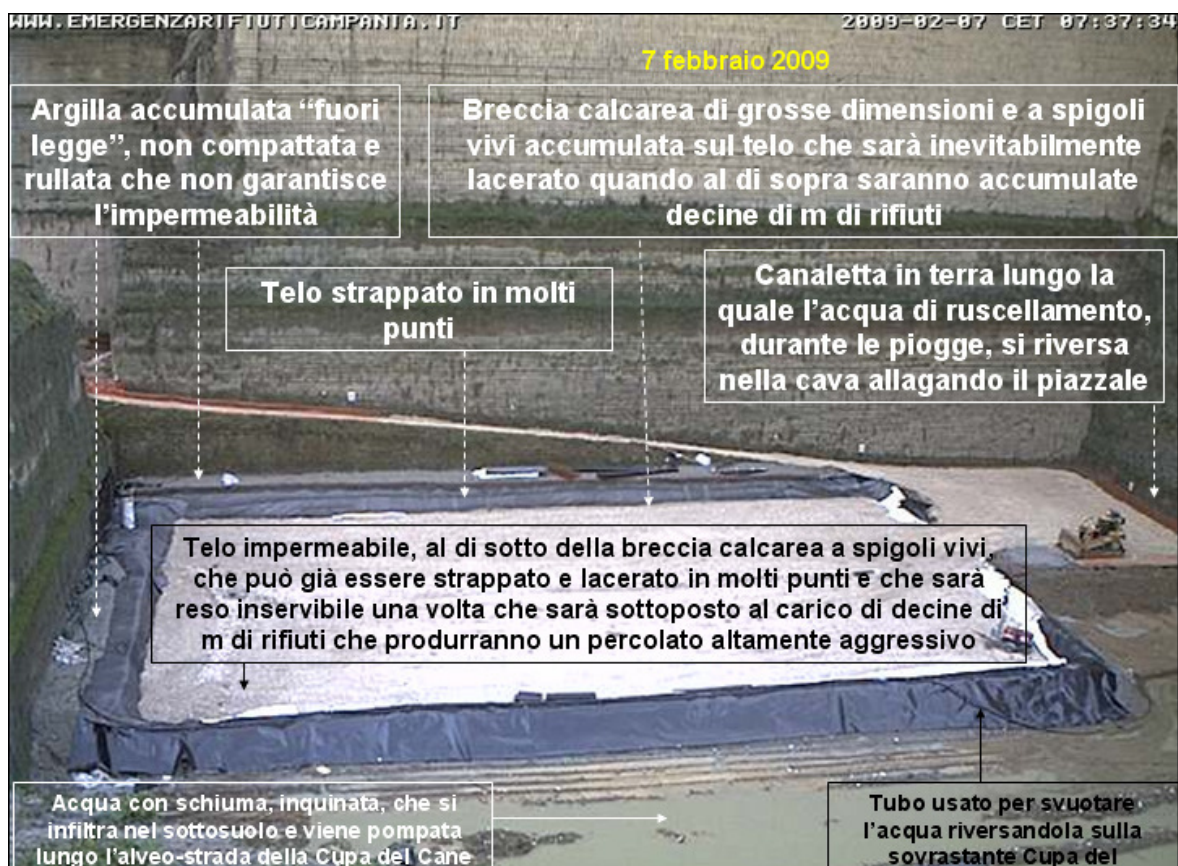 WWW.EMERGENZARIFIUTICAMPANIA.IT
2009-02-07 CET 07:37:34
7 febbraio 2009
Argilla accumulata “fuori
legge”, non compattata e
rullata che non garantisce
l’impermeabilità
Breccia calcarea di grosse dimensioni e a spigoli
vivi accumulata sul telo che sarà inevitabilmente
lacerato quando al di sopra saranno accumulate
decine di m di rifiuti
Telo strappato in molti
punti
Canaletta in terra lungo la
quale l’acqua di ruscellamento,
durante le piogge, si riversa
nella cava allagando il piazzale
Telo impermeabile, al di sotto della breccia calcarea a spigoli vivi,
che può già essere strappato e lacerato in molti punti e che sarà
reso inservibile una volta che sarà sottoposto al carico di decine di
m di rifiuti che produrranno un percolato altamente aggressivo
Acqua con schiuma, inquinata, che si
infiltra nel sottosuolo e viene pompata
lungo l’alveo-strada della Cupa del Cane
Tubo usato per svuotare
l’acqua riversandola sulla
sovrastante Cupa del